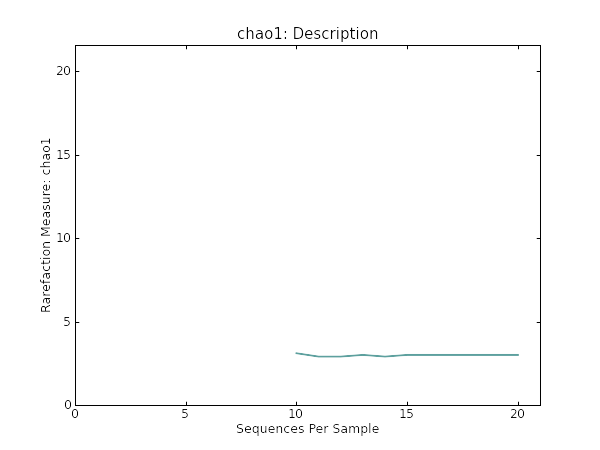 chao1: Description
20
15
10
5
0
Rarefaction Measure: chao1
0 5 10 15 20
Sequences Per Sample